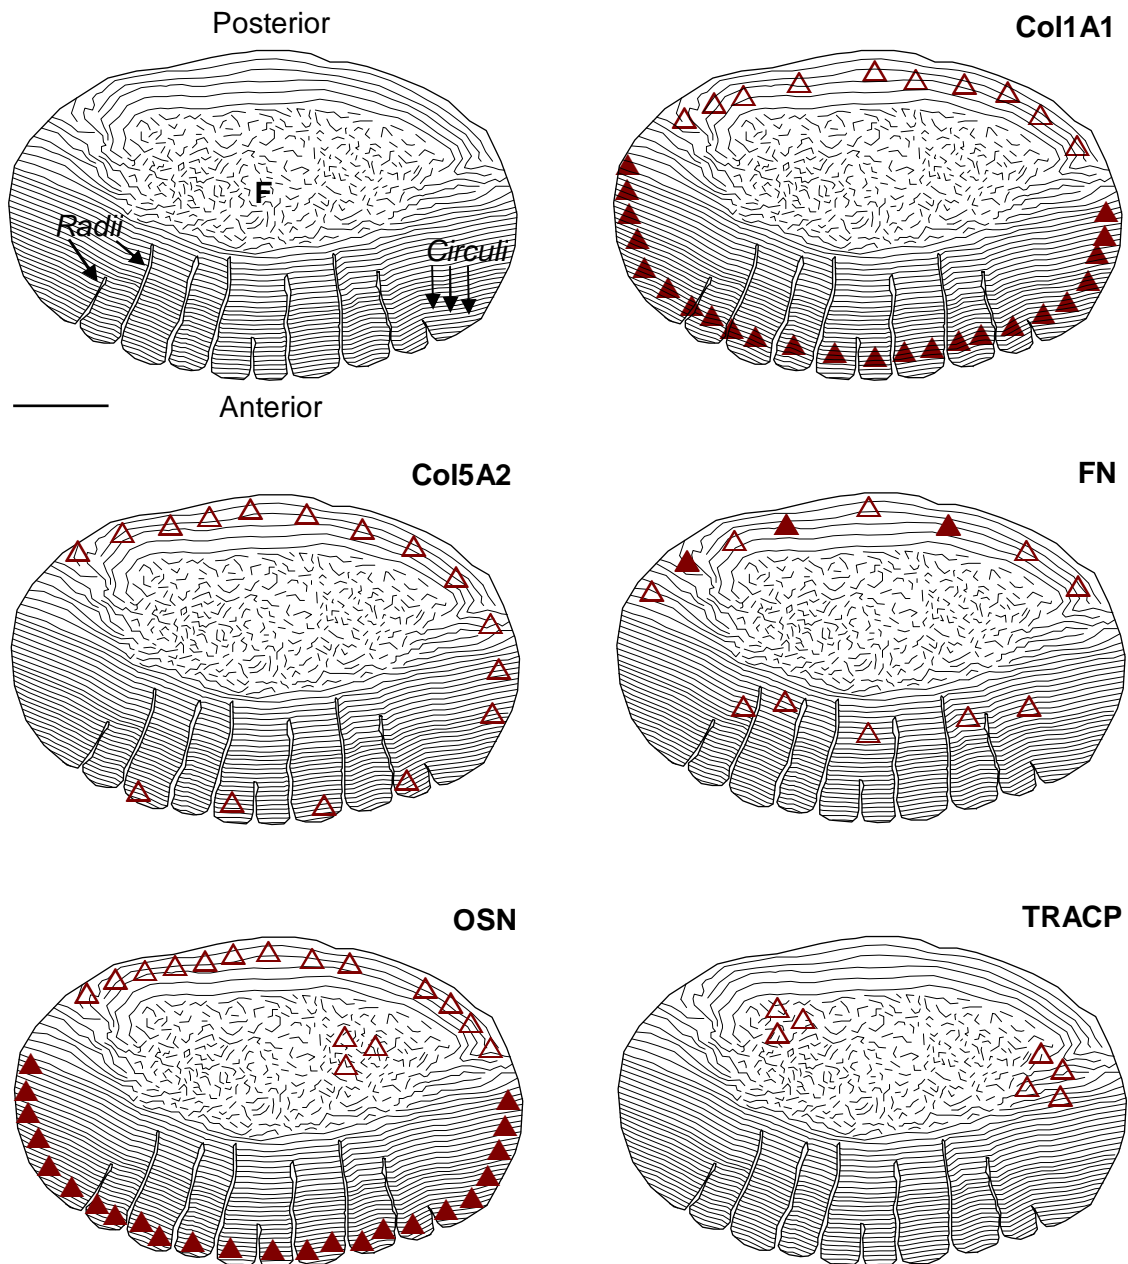 Posterior
Col1A1
F
Radii
Circuli
Anterior
Col5A2
FN
OSN
TRACP